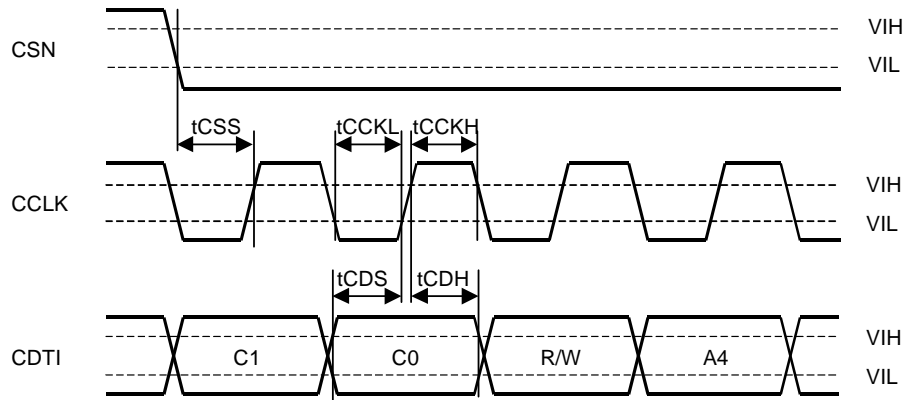 CSN
VIH
VIL
tCSS
tCCKL
tCCKH
CCLK
VIH
VIL
tCDS
tCDH
CDTI
C1
C0
R/W
A4
VIH
VIL